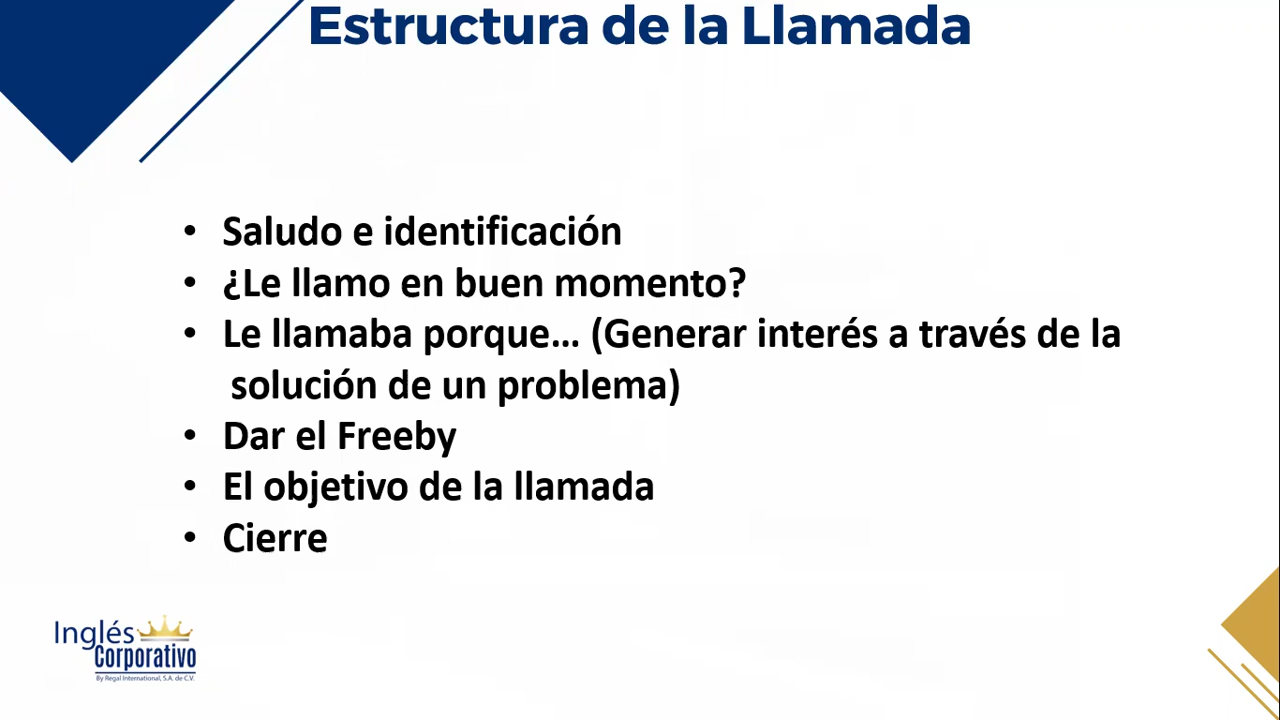 Estructura de la Llamada
• Saludo e identificación
• ¿Le llamo en buen momento?
• Le llamaba porque... (Generar interés a través de la
solución de un problema)
• Dar el Freeby
• El objetivo de la llamada
• Cierre
Inglés
Corporativo
By Regal International, S.A. de C.V.